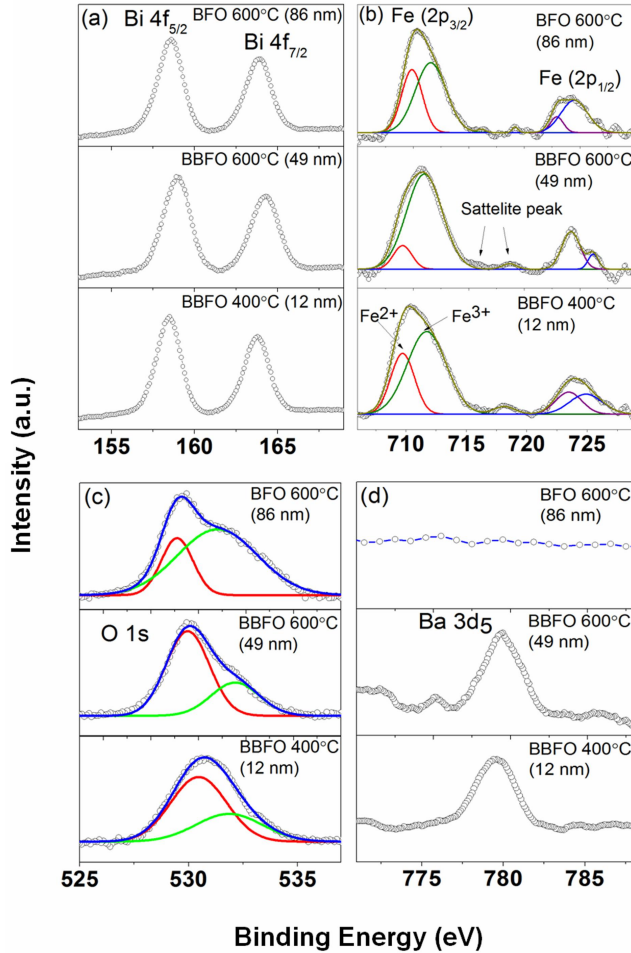 (a)
Bi 4f5/2
BFO 600°C (86 nm)
Bi 4f7/2
BBFO 600°C (49 nm)
BBFO 400°C (12 nm)
155 160 165
(b)
Fe (2p3/2)
BFO 600°C
(86 nm)
Fe (2p1/2)
BBFO 600°C
(49 nm)
Sattelite peak
BBFO 400°C
(12 nm)
Fe2+
Fe3+
710 715 720 725
Intensity (a.u.)
(c)
BFO 600°C
(86 nm)
O 1s
BBFO 600°C
(49 nm)
BBFO 400°C
(12 nm)
525 530 535
(d)
BFO 600°C
(86 nm)
Ba 3d5
BBFO 600°C
(49 nm)
BBFO 400°C
(12 nm)
775 780 785
Binding Energy (eV)